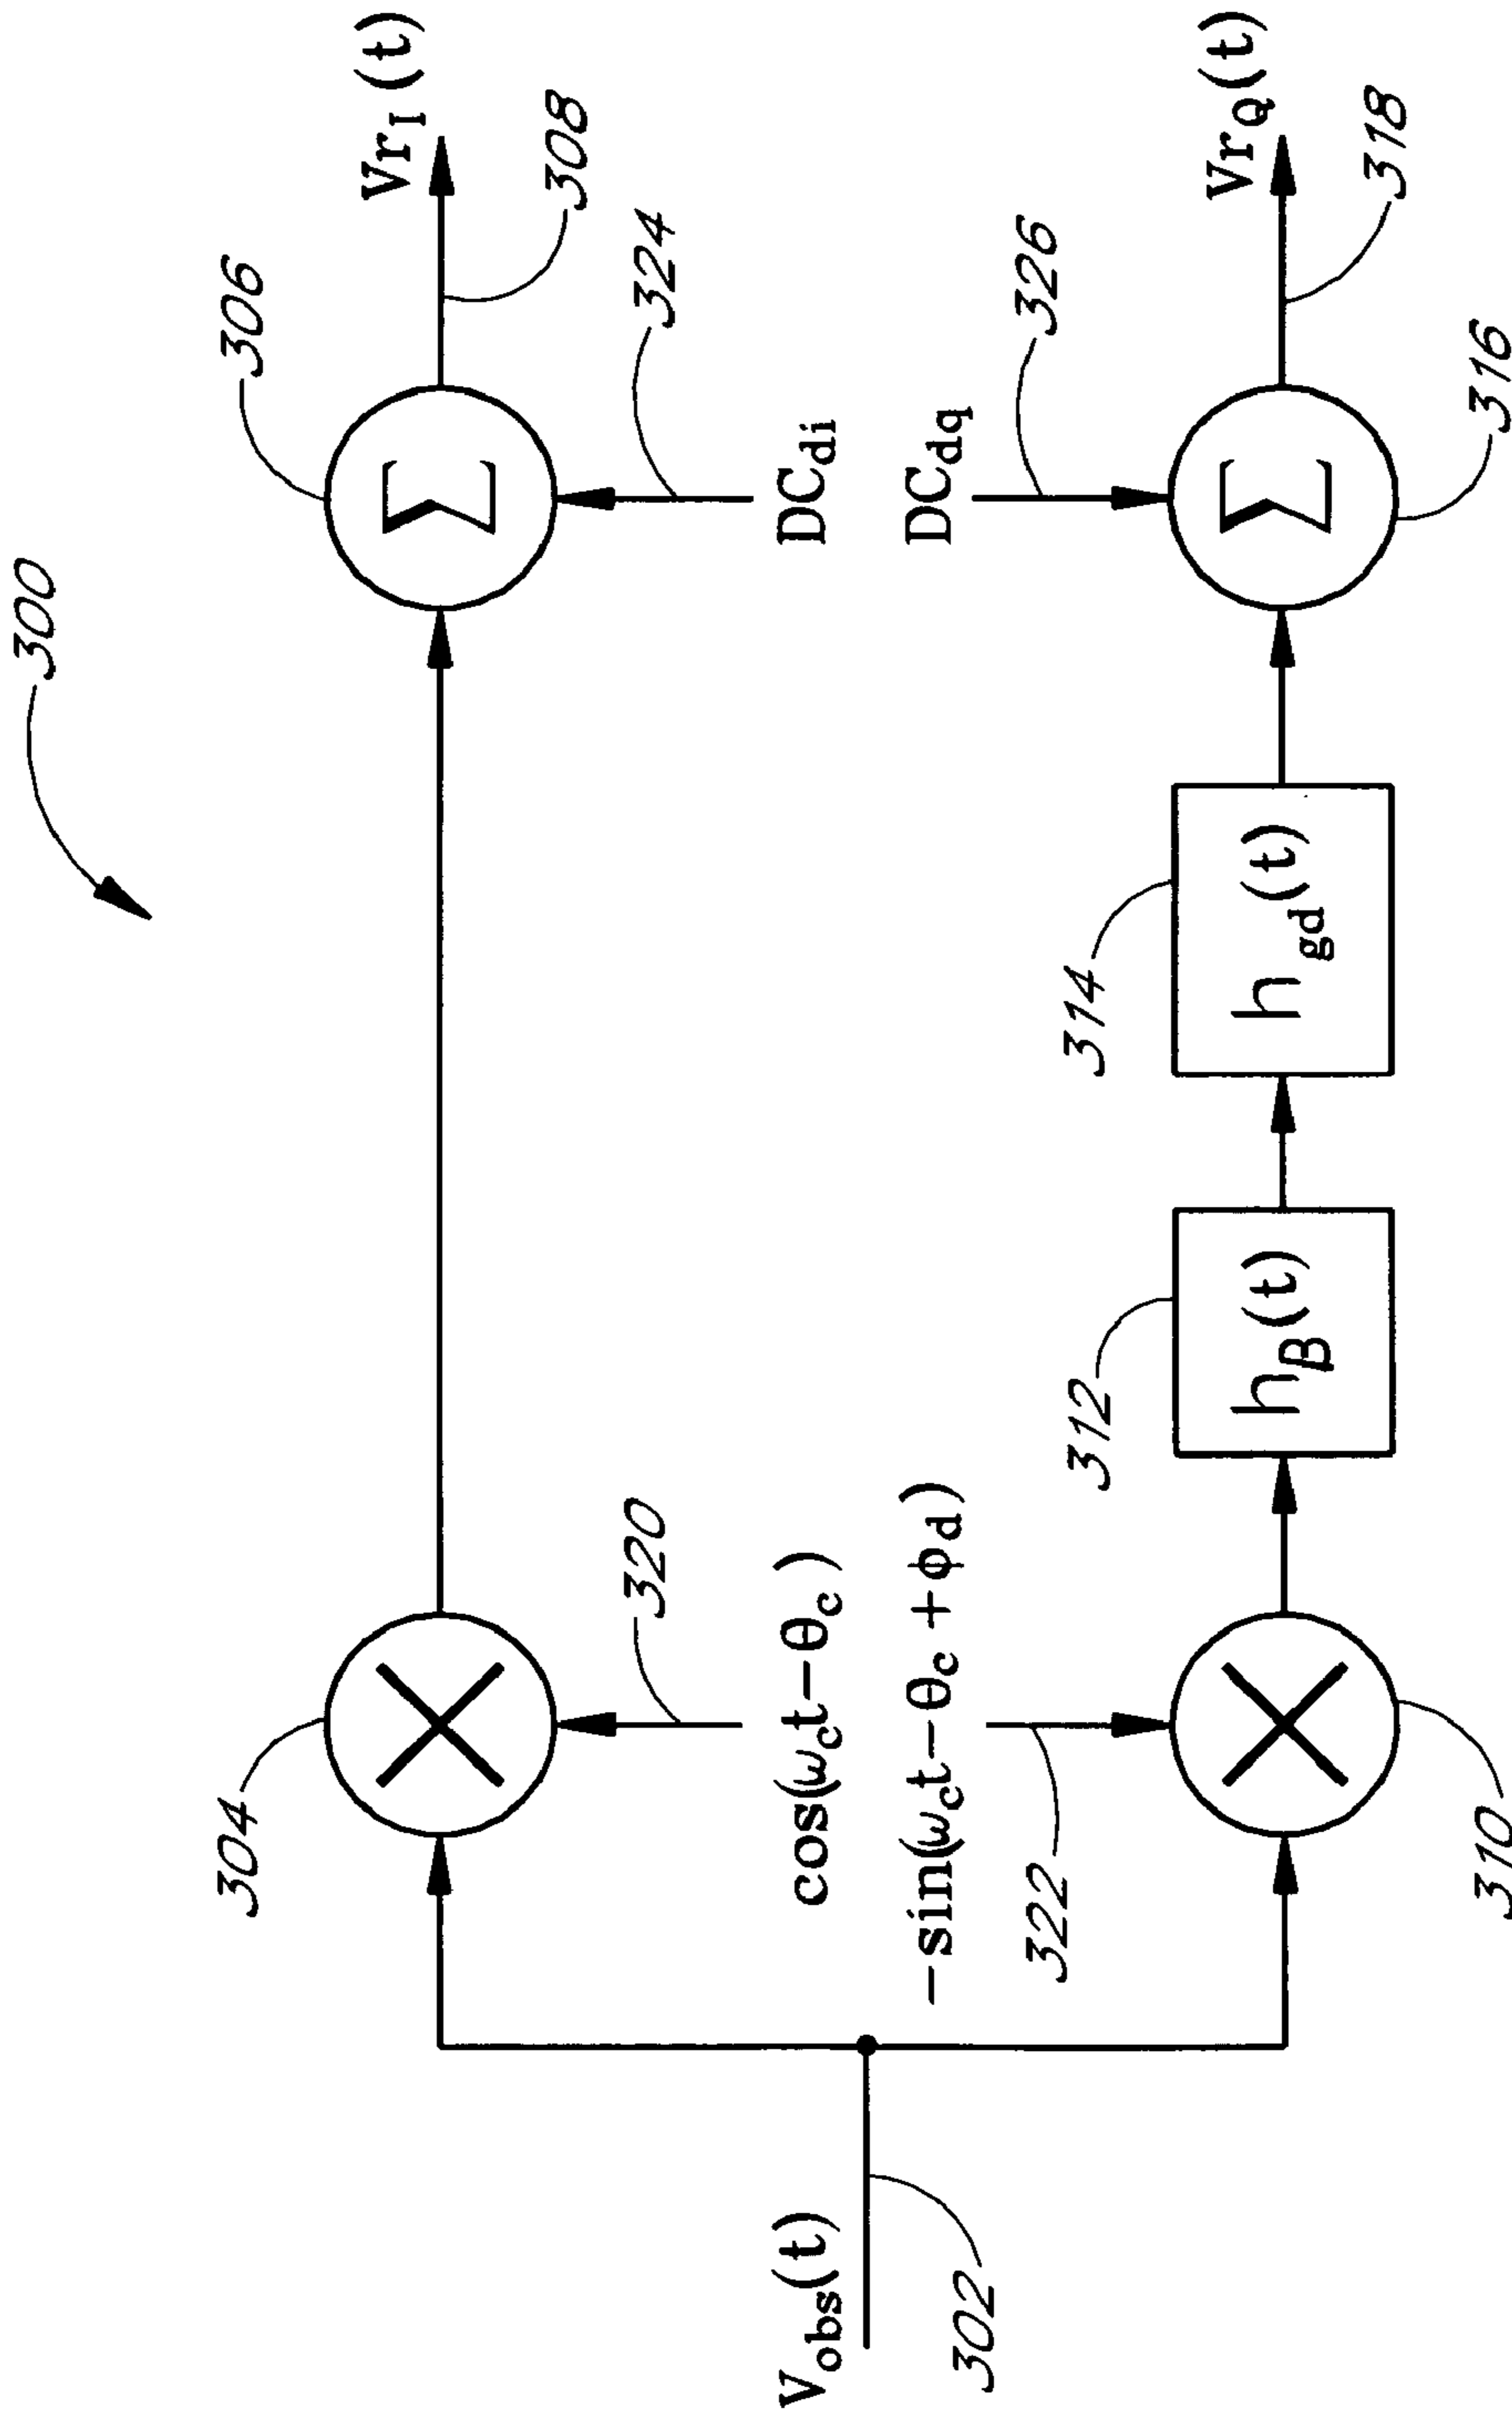 300
304
306
Vr_I (t)
308
320
324
cos(ω_c t−θ_c)
DC_di
V_obs(t)
302
−sin(ω_c t−θ_c +ϕ_d)
DC_dq
322
326
312
314
h_B (t)
h_gd (t)
Vr_Q (t)
318
310
316